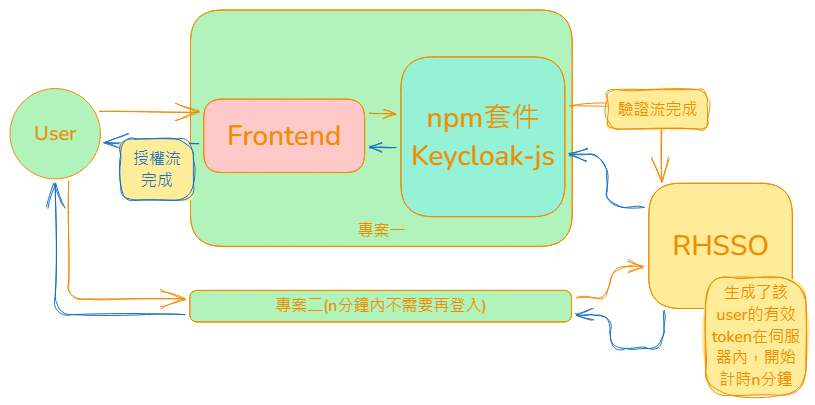 User
授權流
完成
Frontend
npm套件
Keycloak-js
專案一
驗證流完成
RHSSO
生成了該
user的有效
token在伺服
器內，開始
計時n分鐘
專案二(n分鐘內不需要再登入)